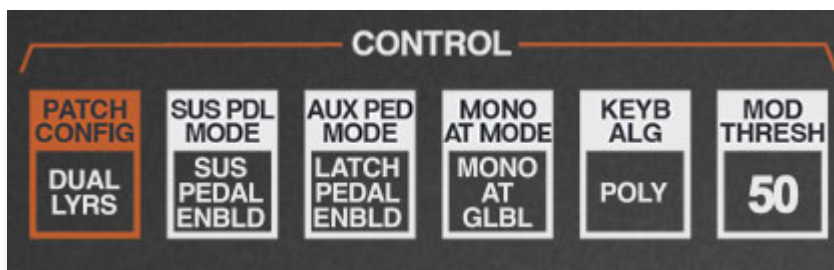 CONTROL
PATCH
CONFIG
DUAL
LYRS
SUS PDL
MODE
SUS
PEDAL
ENBLD
AUX PED
MODE
LATCH
PEDAL
ENBLD
MONO
AT MODE
MONO
AT
GLBL
KEYB
ALG
POLY
MOD
THRESH
50